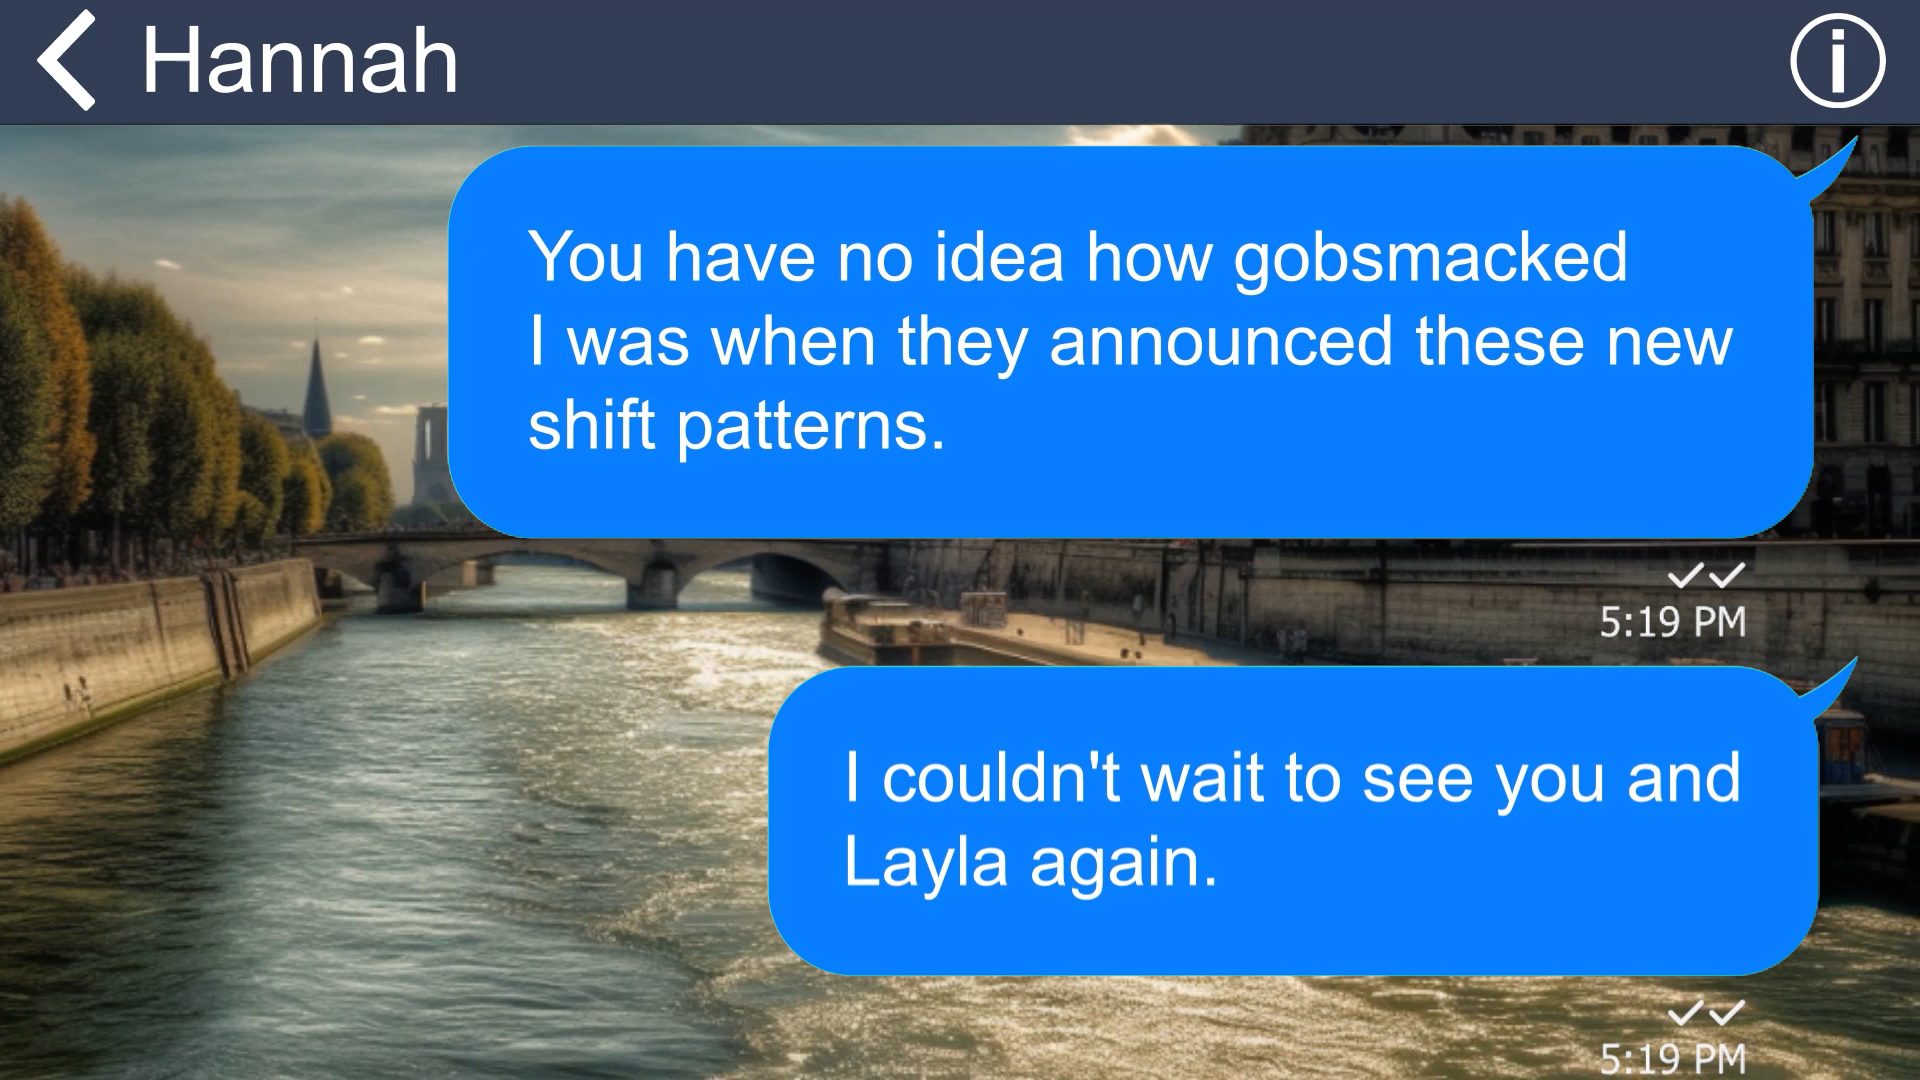 Hannah
You have no idea how gobsmacked
I was when they announced these new
shift patterns.
5:19 PM
I couldn't wait to see you and
Layla again.
5:19 PM